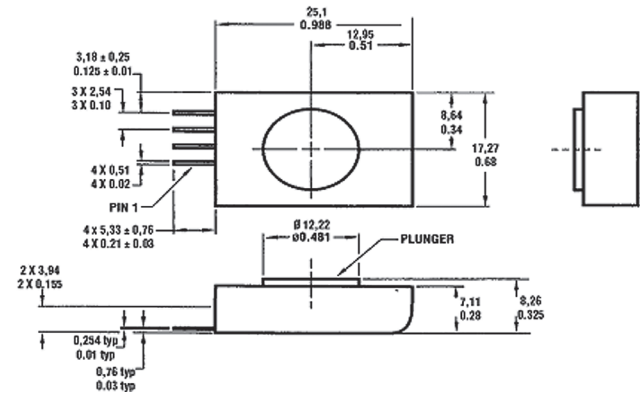 25,1
0.988
12,95
0.51
3,18 ± 0,25
0.125 ± 0.01
3 X 2,54
3 X 0.10
8,64
0.34
17,27
0.68
4 X 0,51
4 X 0.02
PIN 1
4 x 5,33 ± 0,76
4 X 0.21 ± 0.03
Ø 12,22
Ø0.481
PLUNGER
2 X 3,94
2 X 0.155
7,11
0.28
8,26
0.325
0,254 typ
0.01 typ
0,76 typ
0.03 typ